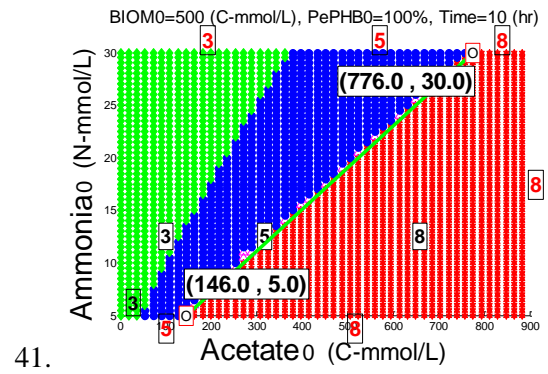 BIOM0=500 (C-mmol/L), PePHB0=100%, Time=10 (hr)
3 5 8
30
(776.0 , 30.0)
25
20
15
10
5
Ammonia0 (N-mmol/L)
8
3 5 8
(146.0 , 5.0)
3
5 8
0 100 200 300 400 500 600 700 800 900
Acetate0 (C-mmol/L)
O
O
41.